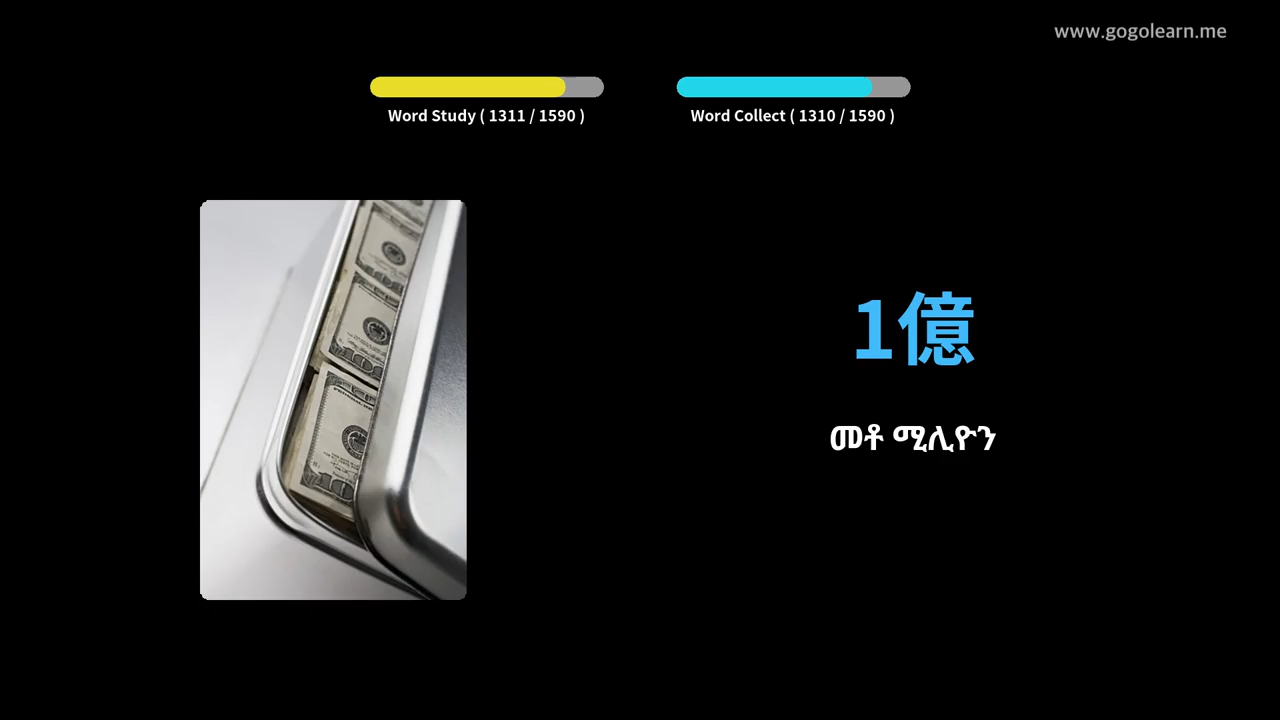 www.gogolearn.me
Word Study ( 1311 / 1590 )
Word Collect ( 1310 / 1590 )
1億
መቶ ሚሊዮን